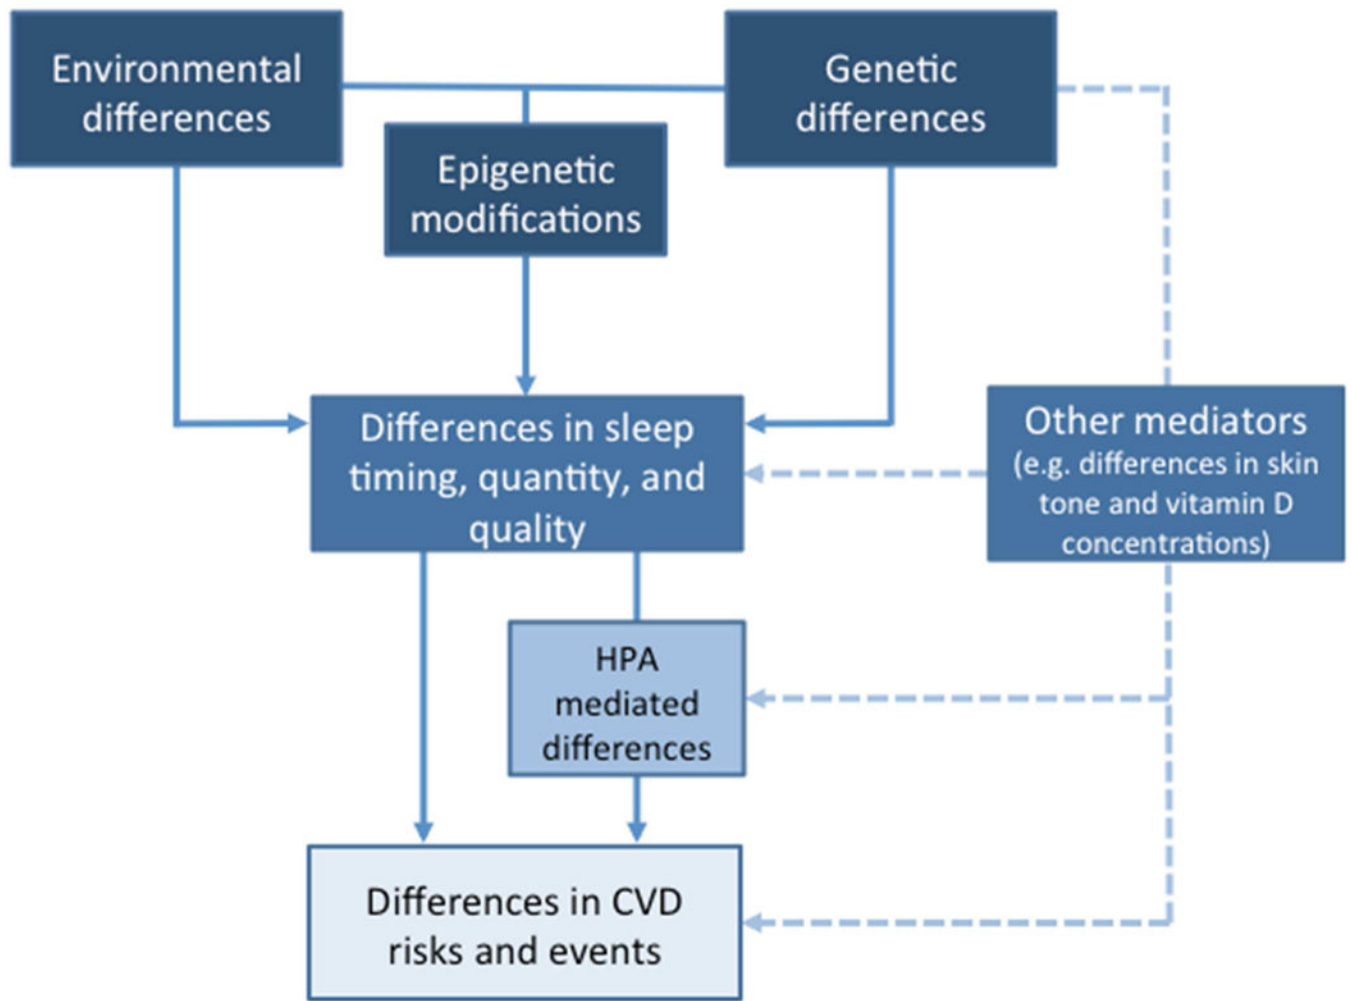 Environmental
differences
Genetic
differences
Epigenetic
modifications
Differences in sleep
timing, quantity, and
quality
Other mediators
(e.g. differences in skin
tone and vitamin D
concentrations)
HPA
mediated
differences
Differences in CVD
risks and events